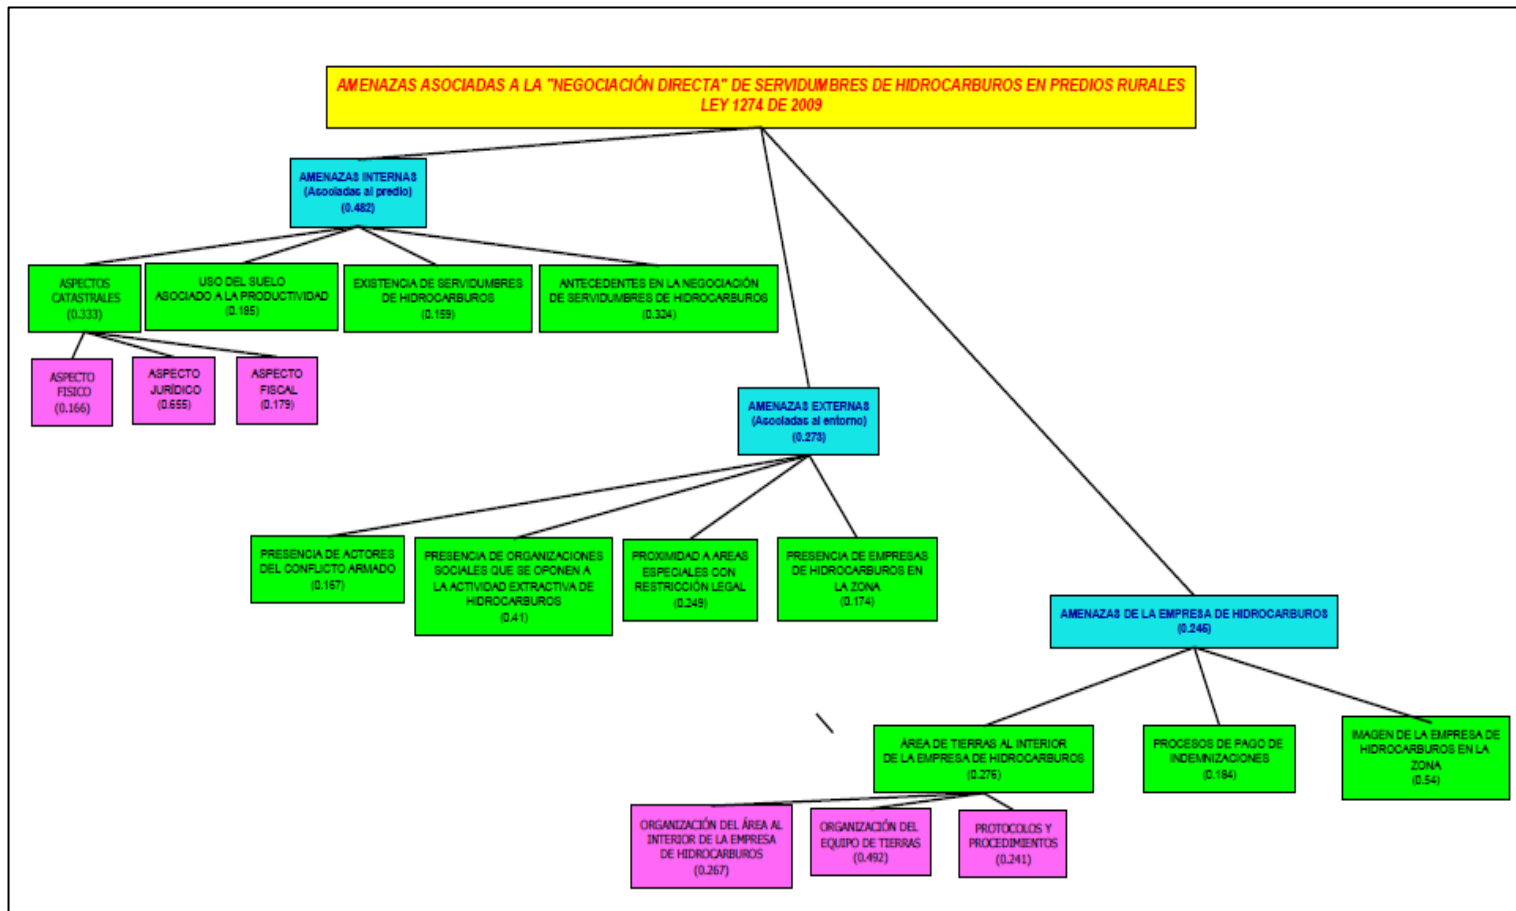 AMENAZAS ASOCIADAS A LA "NEGOCIACIÓN DIRECTA" DE SERVIDUMBRES DE HIDROCARBUROS EN PREDIOS RURALES
LEY 1274 DE 2009
AMENAZAS INTERNAS
(Asociadas al predio)
(0.482)
ASPECTOS
CATASTRALES
(0.333)
USO DEL SUELO
ASOCIADO A LA PRODUCTIVIDAD
(0.185)
EXISTENCIA DE SERVIDUMBRES
DE HIDROCARBUROS
(0.159)
ANTECEDENTES EN LA NEGOCIACIÓN
DE SERVIDUMBRES DE HIDROCARBUROS
(0.324)
ASPECTO
FISICO
(0.166)
ASPECTO
JURÍDICO
(0.655)
ASPECTO
FISCAL
(0.179)
AMENAZAS EXTERNAS
(Asociadas al entorno)
(0.273)
PRESENCIA DE ACTORES
DEL CONFLICTO ARMADO
(0.167)
PRESENCIA DE ORGANIZACIONES
SOCIALES QUE SE OPONEN A
LA ACTIVIDAD EXTRACTIVA DE
HIDROCARBUROS
(0.41)
PROXIMIDAD A AREAS
ESPECIALES CON
RESTRICCIÓN LEGAL
(0.249)
PRESENCIA DE EMPRESAS
DE HIDROCARBUROS EN
LA ZONA
(0.174)
AMENAZAS DE LA EMPRESA DE HIDROCARBUROS
(0.245)
ÁREA DE TIERRAS AL INTERIOR
DE LA EMPRESA DE HIDROCARBUROS
(0.276)
PROCESOS DE PAGO DE
INDEMNIZACIONES
(0.184)
IMAGEN DE LA EMPRESA DE
HIDROCARBUROS EN LA
ZONA
(0.54)
ORGANIZACIÓN DEL ÁREA AL
INTERIOR DE LA EMPRESA
DE HIDROCARBUROS
(0.267)
ORGANIZACIÓN DEL
EQUIPO DE TIERRAS
(0.492)
PROTOCOLOS Y
PROCEDIMIENTOS
(0.241)